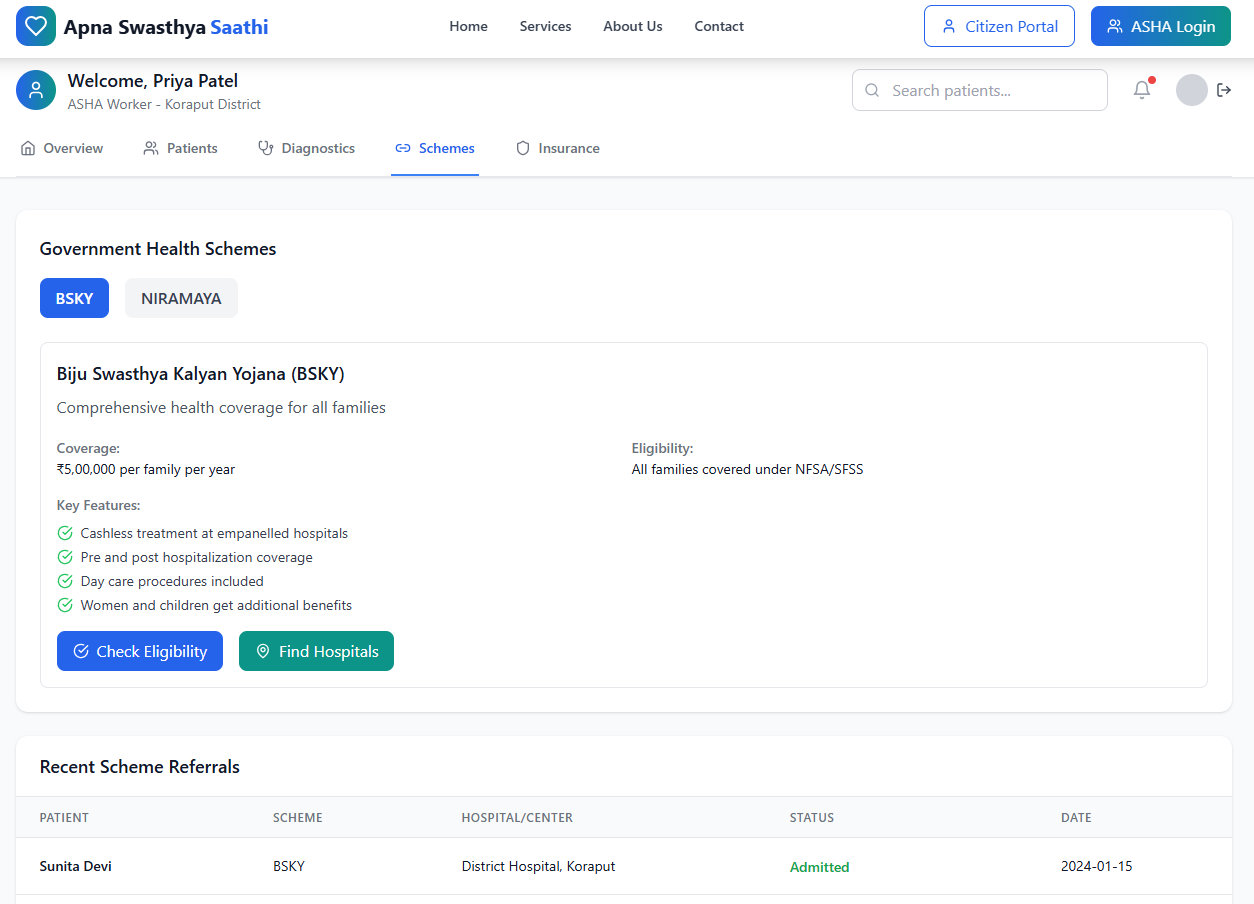 Apna Swasthya Saathi
Home Services About Us Contact
Citizen Portal
ASHA Login
Welcome, Priya Patel
ASHA Worker - Koraput District
Search patients...
Overview Patients Diagnostics Schemes Insurance
Government Health Schemes
BSKY NIRAMAYA
Biju Swasthya Kalyan Yojana (BSKY)
Comprehensive health coverage for all families
Coverage:
₹5,00,000 per family per year
Eligibility:
All families covered under NFSA/SFSS
Key Features:
Cashless treatment at empanelled hospitals
Pre and post hospitalization coverage
Day care procedures included
Women and children get additional benefits
Check Eligibility Find Hospitals
Recent Scheme Referrals
PATIENT SCHEME HOSPITAL/CENTER STATUS DATE
Sunita Devi BSKY District Hospital, Koraput Admitted 2024-01-15